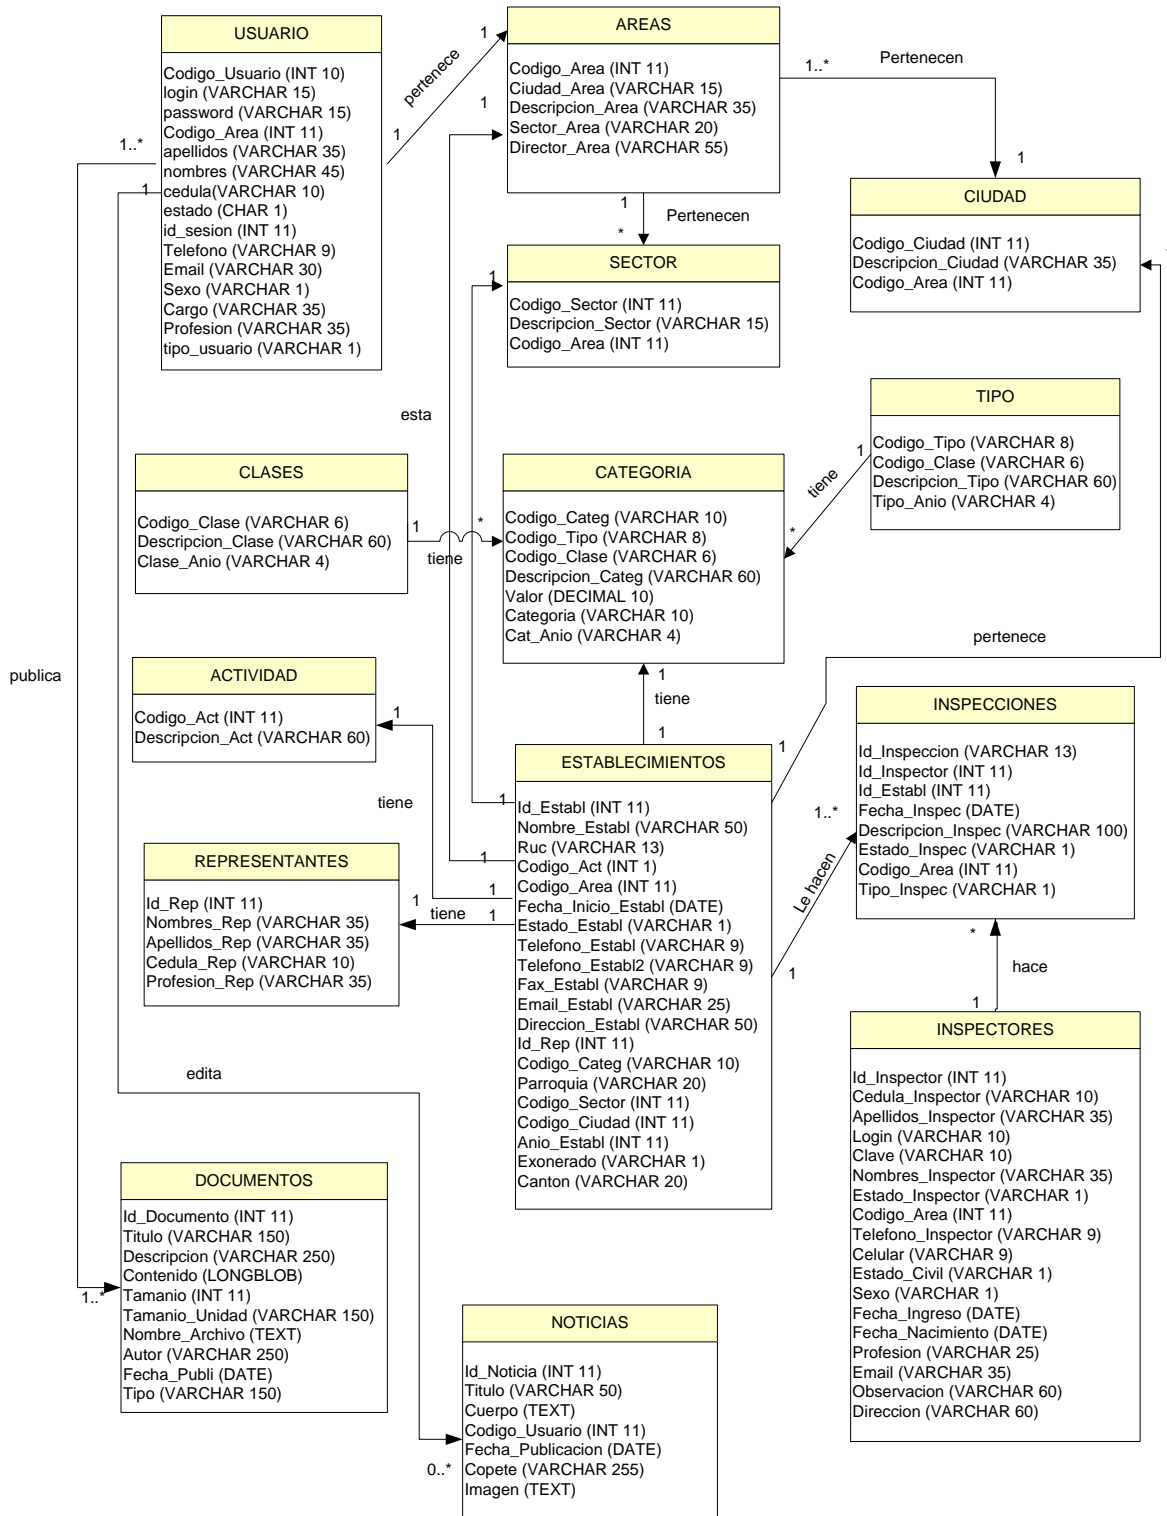 USUARIO
Codigo_Usuario (INT 10)
login (VARCHAR 15)
password (VARCHAR 15)
Codigo_Area (INT 11)
apellidos (VARCHAR 35)
nombres (VARCHAR 45)
cedula(VARCHAR 10)
estado (CHAR 1)
id_sesion (INT 11)
Telefono (VARCHAR 9)
Email (VARCHAR 30)
Sexo (VARCHAR 1)
Cargo (VARCHAR 35)
Profesion (VARCHAR 35)
tipo_usuario (VARCHAR 1)
1..*
1
1
pertenece
1
AREAS
Codigo_Area (INT 11)
Ciudad_Area (VARCHAR 15)
Descripcion_Area (VARCHAR 35)
Sector_Area (VARCHAR 20)
Director_Area (VARCHAR 55)
1
1..*
Pertenecen
1
1
Pertenecen
*
CIUDAD
Codigo_Ciudad (INT 11)
Descripcion_Ciudad (VARCHAR 35)
Codigo_Area (INT 11)
SECTOR
Codigo_Sector (INT 11)
Descripcion_Sector (VARCHAR 15)
Codigo_Area (INT 11)
1
esta
TIPO
Codigo_Tipo (VARCHAR 8)
Codigo_Clase (VARCHAR 6)
Descripcion_Tipo (VARCHAR 60)
Tipo_Anio (VARCHAR 4)
1
tiene
*
CLASES
Codigo_Clase (VARCHAR 6)
Descripcion_Clase (VARCHAR 60)
Clase_Anio (VARCHAR 4)
1
tiene
*
CATEGORIA
Codigo_Categ (VARCHAR 10)
Codigo_Tipo (VARCHAR 8)
Codigo_Clase (VARCHAR 6)
Descripcion_Categ (VARCHAR 60)
Valor (DECIMAL 10)
Categoria (VARCHAR 10)
Cat_Anio (VARCHAR 4)
pertenece
1
tiene
1
publica
ACTIVIDAD
Codigo_Act (INT 11)
Descripcion_Act (VARCHAR 60)
1
tiene
INSPECCIONES
Id_Inspeccion (VARCHAR 13)
Id_Inspector (INT 11)
Id_Establ (INT 11)
Fecha_Inspec (DATE)
Descripcion_Inspec (VARCHAR 100)
Estado_Inspec (VARCHAR 1)
Codigo_Area (INT 11)
Tipo_Inspec (VARCHAR 1)
ESTABLECIMIENTOS
Id_Establ (INT 11)
Nombre_Establ (VARCHAR 50)
Ruc (VARCHAR 13)
Codigo_Act (INT 1)
Codigo_Area (INT 11)
Fecha_Inicio_Establ (DATE)
Estado_Establ (VARCHAR 1)
Telefono_Establ (VARCHAR 9)
Telefono_Establ2 (VARCHAR 9)
Fax_Establ (VARCHAR 9)
Email_Establ (VARCHAR 25)
Direccion_Establ (VARCHAR 50)
Id_Rep (INT 11)
Codigo_Categ (VARCHAR 10)
Parroquia (VARCHAR 20)
Codigo_Sector (INT 11)
Codigo_Ciudad (INT 11)
Anio_Establ (INT 11)
Exonerado (VARCHAR 1)
Canton (VARCHAR 20)
1
1
1
1
1
1..*
Le hacen
1
REPRESENTANTES
Id_Rep (INT 11)
Nombres_Rep (VARCHAR 35)
Apellidos_Rep (VARCHAR 35)
Cedula_Rep (VARCHAR 10)
Profesion_Rep (VARCHAR 35)
1
tiene
*
hace
1
INSPECTORES
Id_Inspector (INT 11)
Cedula_Inspector (VARCHAR 10)
Apellidos_Inspector (VARCHAR 35)
Login (VARCHAR 10)
Clave (VARCHAR 10)
Nombres_Inspector (VARCHAR 35)
Estado_Inspector (VARCHAR 1)
Codigo_Area (INT 11)
Telefono_Inspector (VARCHAR 9)
Celular (VARCHAR 9)
Estado_Civil (VARCHAR 1)
Sexo (VARCHAR 1)
Fecha_Ingreso (DATE)
Fecha_Nacimiento (DATE)
Profesion (VARCHAR 25)
Email (VARCHAR 35)
Observacion (VARCHAR 60)
Direccion (VARCHAR 60)
edita
DOCUMENTOS
Id_Documento (INT 11)
Titulo (VARCHAR 150)
Descripcion (VARCHAR 250)
Contenido (LONGBLOB)
Tamanio (INT 11)
Tamanio_Unidad (VARCHAR 150)
Nombre_Archivo (TEXT)
Autor (VARCHAR 250)
Fecha_Publi (DATE)
Tipo (VARCHAR 150)
1..*
NOTICIAS
Id_Noticia (INT 11)
Titulo (VARCHAR 50)
Cuerpo (TEXT)
Codigo_Usuario (INT 11)
Fecha_Publicacion (DATE)
Copete (VARCHAR 255)
Imagen (TEXT)
0..*